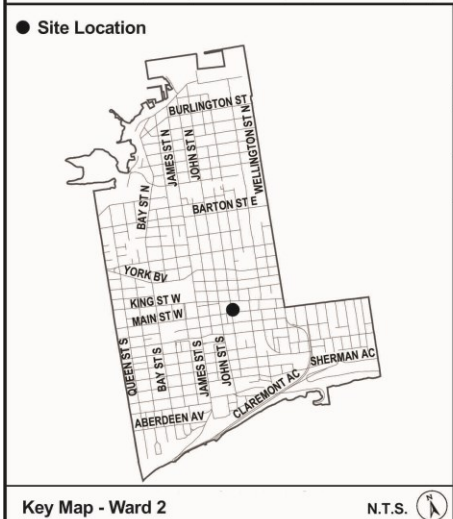 Site Location
BURLINGTON ST
JAMES ST N
JOHN ST N
WELLINGTON ST N
BAY ST N
BARTON ST E
YORK BV
KING ST W
MAIN ST W
QUEEN ST S
BAY ST S
JAMES ST S
JOHN ST S
SHERMAN AC
CLAREMONT AC
ABERDEEN AV
Key Map - Ward 2
N.T.S.
N